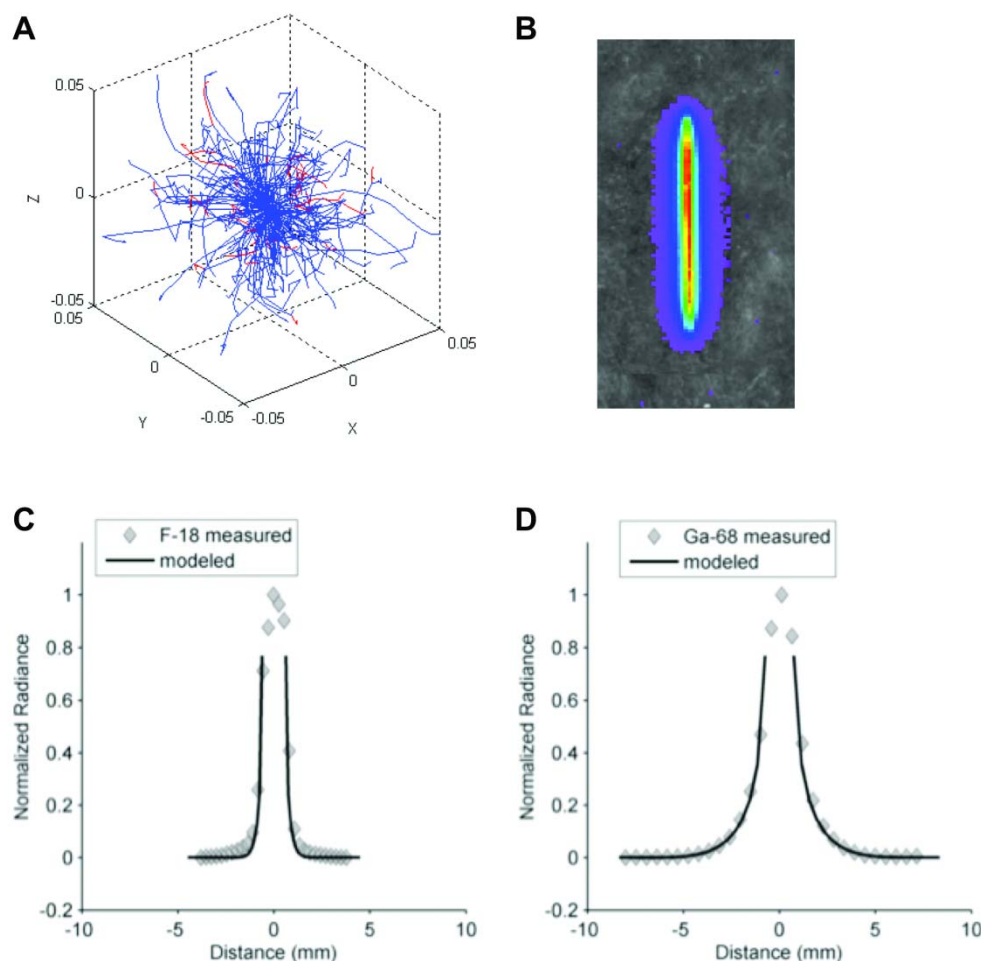 A
0.05
Z
0
-0.05
0.05
Y
0
-0.05
-0.05
X
0
0.05
B
C
F-18 measured
modeled
Normalized Radiance
1
0.8
0.6
0.4
0.2
0
-0.2
-10
-5
0
5
10
Distance (mm)
D
Ga-68 measured
modeled
Normalized Radiance
1
0.8
0.6
0.4
0.2
0
-0.2
-10
-5
0
5
10
Distance (mm)